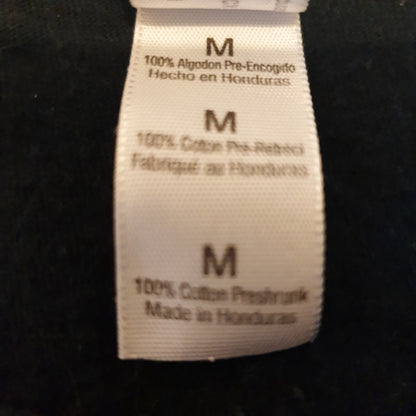 M
100% Algodon Pre-Encogido
Hecho en Honduras
M
100% Coton Pré-Rétréci
Fabriqué au Honduras
M
100% Cotton Preshrunk
Made in Honduras